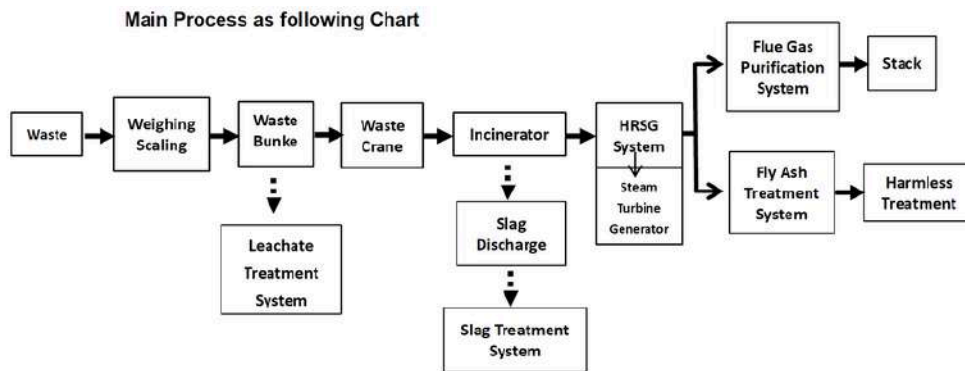 Main Process as following Chart
Waste
Weighing
Scaling
Waste
Bunke
Waste
Crane
Incinerator
HRSG
System
Steam
Turbine
Generator
Flue Gas
Purification
System
Stack
Fly Ash
Treatment
System
Harmless
Treatment
Leachate
Treatment
System
Slag
Discharge
Slag Treatment
System